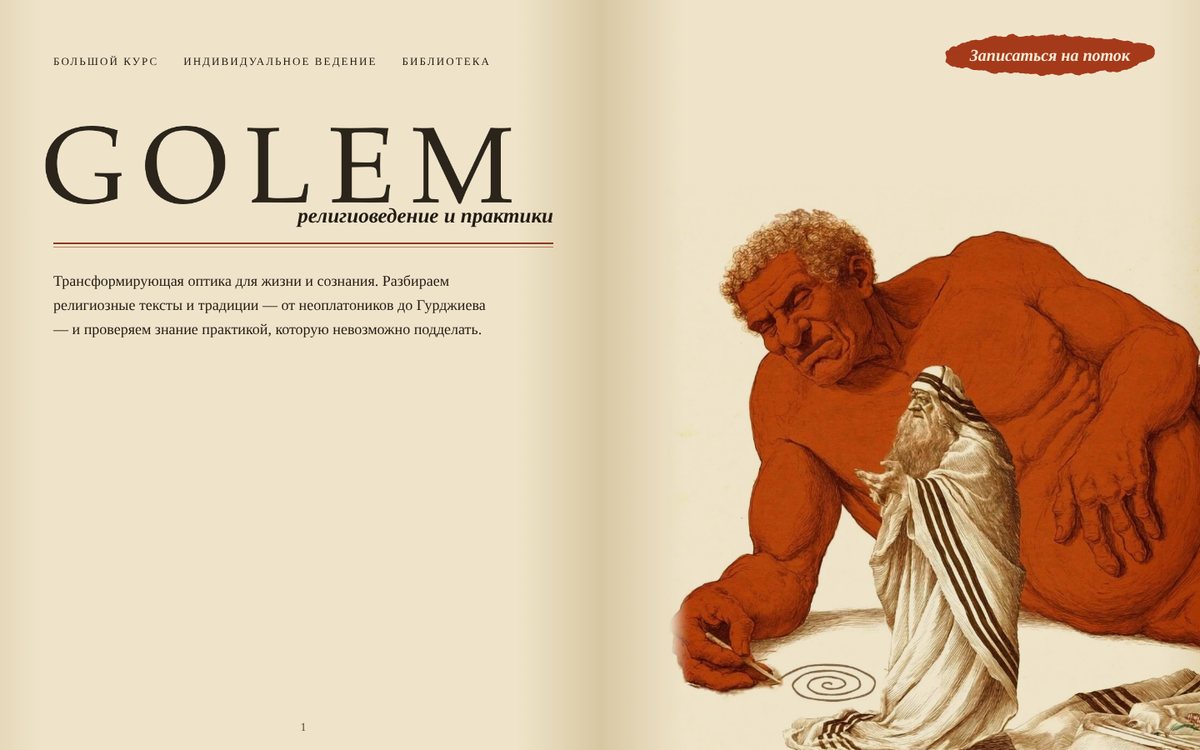 БОЛЬШОЙ КУРС ИНДИВИДУАЛЬНОЕ ВЕДЕНИЕ БИБЛИОТЕКА
Записаться на поток
GOLEM
религиоведение и практики
Трансформирующая оптика для жизни и сознания. Разбираем
религиозные тексты и традиции — от неоплатоников до Гурджиева
— и проверяем знание практикой, которую невозможно подделать.
1